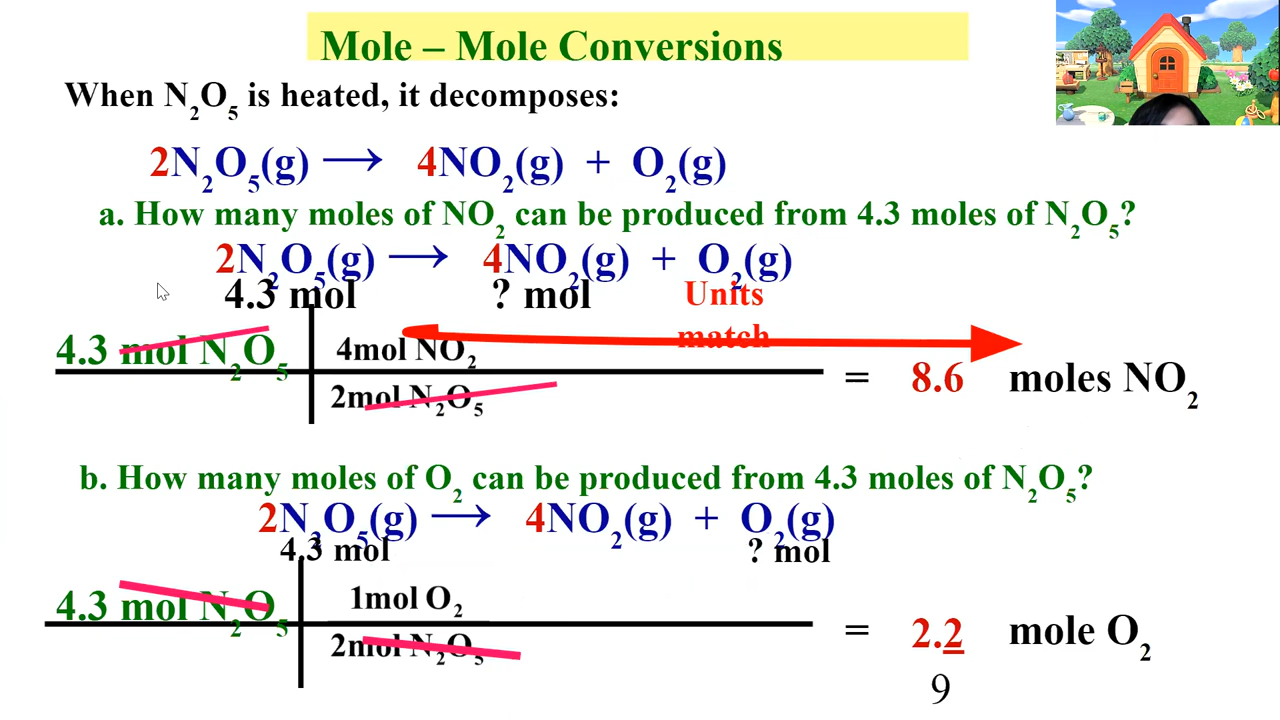 Mole – Mole Conversions
When N₂O₅ is heated, it decomposes:
2N₂O₅(g) ⟶ 4NO₂(g) + O₂(g)
a. How many moles of NO₂ can be produced from 4.3 moles of N₂O₅?
2N₂O₅(g) ⟶ 4NO₂(g) + O₂(g)
4.3 mol ? mol Units
match
4.3 mol N₂O₅ 4mol NO₂
2mol N₂O₅ = 8.6 moles NO₂
b. How many moles of O₂ can be produced from 4.3 moles of N₂O₅?
2N₂O₅(g) ⟶ 4NO₂(g) + O₂(g)
4.3 mol ? mol
4.3 mol N₂O₅ 1mol O₂
2mol N₂O₅ = 2.2 mole O₂
9